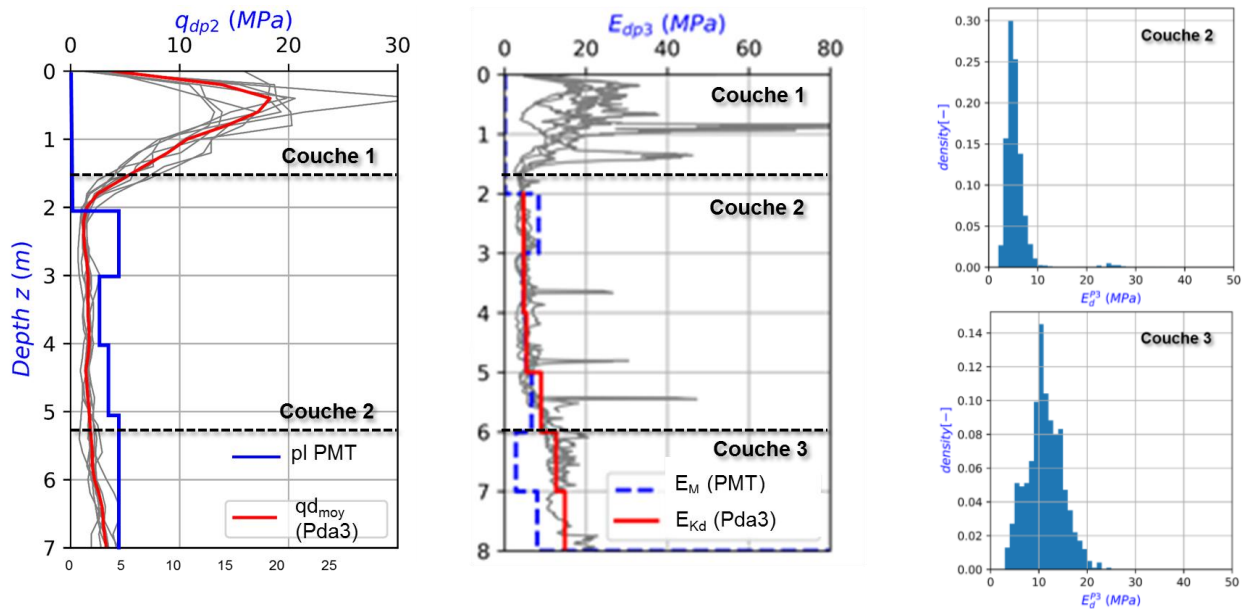 q_dp2 (MPa)
0 10 20 30
0
1
2
3
4
5
6
7
Depth z (m)
Couche 1
Couche 2
pl PMT
qd_moy
(Pda3)
0 5 10 15 20 25
E_dp3 (MPa)
0 20 40 60 80
0
1
2
3
4
5
6
7
8
Couche 1
Couche 2
Couche 3
E_M (PMT)
E_Kd (Pda3)
Couche 2
0.30
0.25
0.20
0.15
0.10
0.05
0.00
density[-]
0 10 20 30 40 50
E_d^P3 (MPa)
Couche 3
0.14
0.12
0.10
0.08
0.06
0.04
0.02
0.00
density[-]
0 10 20 30 40 50
E_d^P3 (MPa)